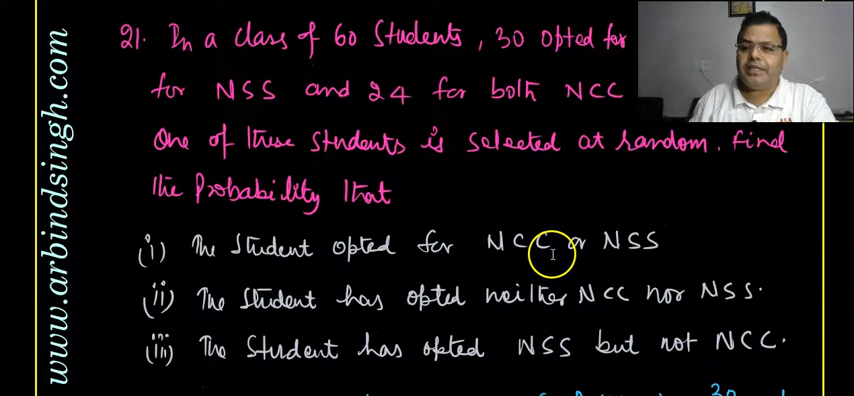 www.arbindsingh.com
21. In a class of 60 students, 30 opted for
for NSS and 24 for both NCC
One of these students is selected at random. Find
the Probability that
(i) The student opted for NCC or NSS
(ii) The student has opted neither NCC nor NSS.
(iii) The student has opted NSS but not NCC.
30